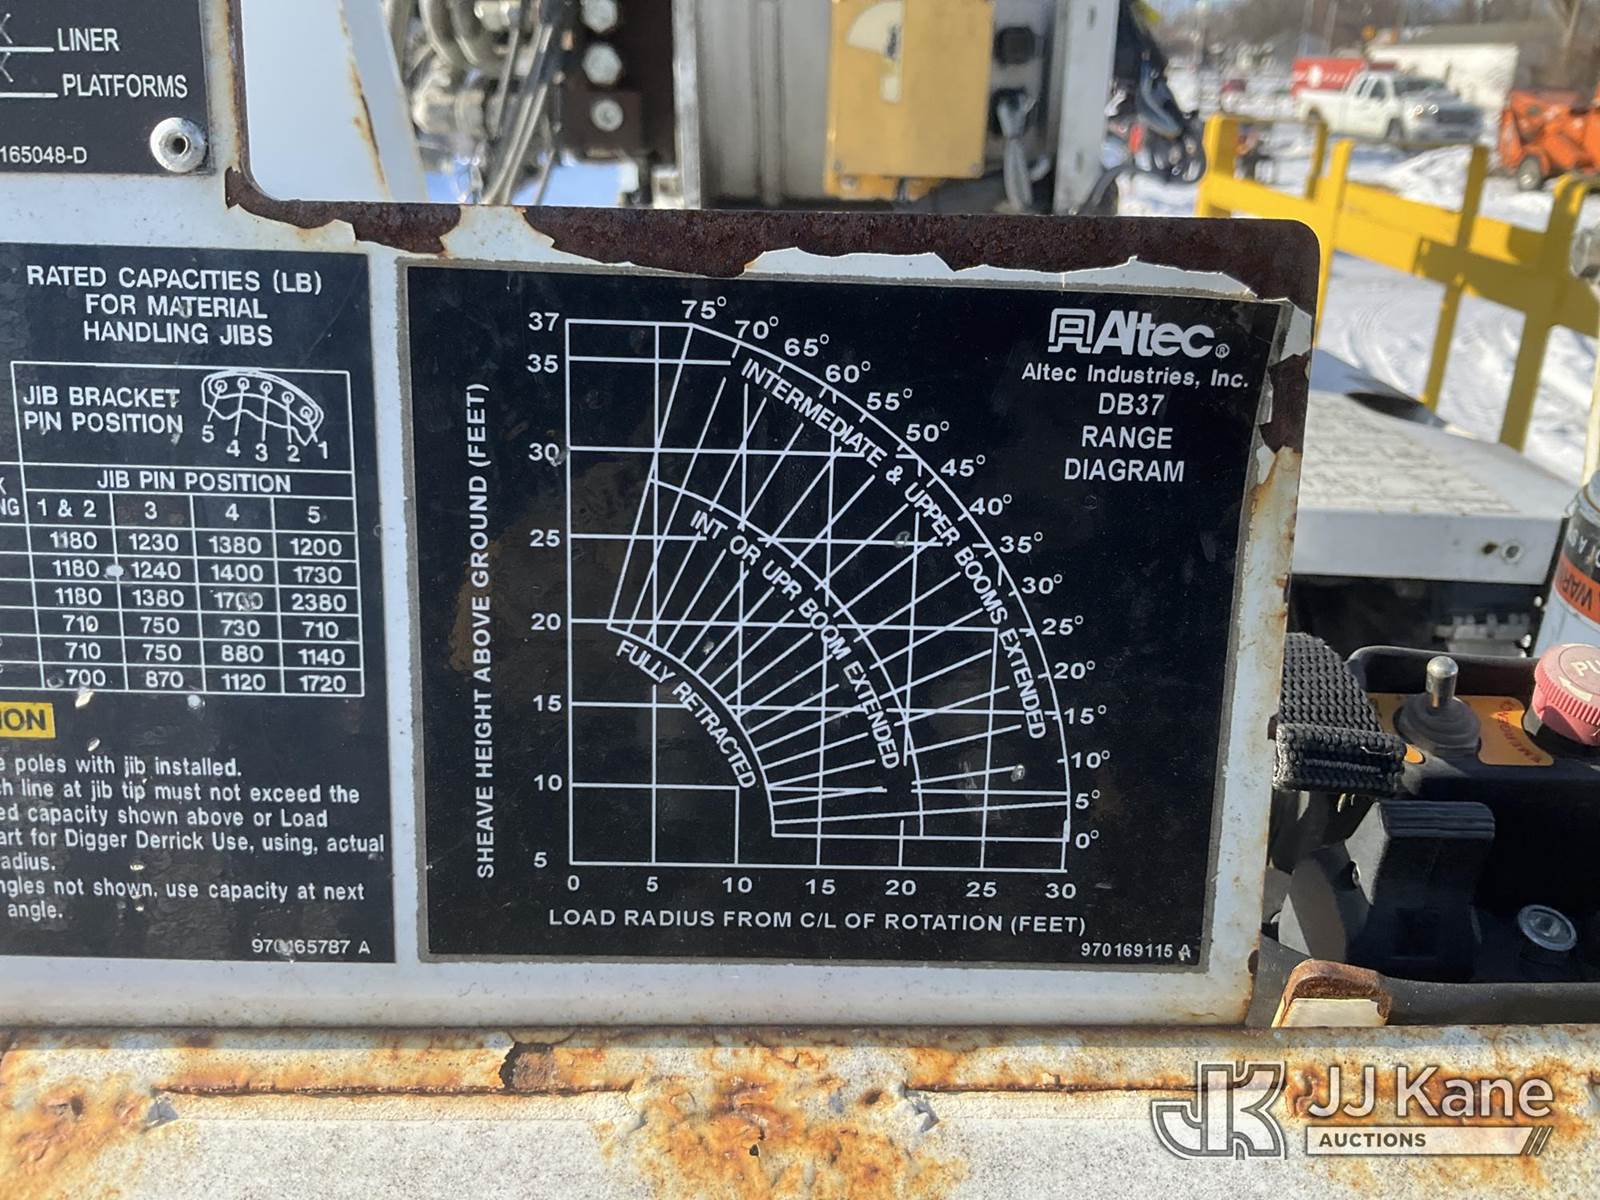 LINER
PLATFORMS
165048-D
RATED CAPACITIES (LB)
FOR MATERIAL
HANDLING JIBS
JIB BRACKET
PIN POSITION
5 4 3 2 1
JIB PIN POSITION
1 & 2 3 4 5
1180 1230 1380 1200
1180 1240 1400 1730
1180 1380 1700 2380
710 750 730 710
710 750 880 1140
700 870 1120 1720
poles with jib installed.
line at jib tip must not exceed the
capacity shown above or Load
for Digger Derrick Use, using, actual
not shown, use capacity at next
angle.
970165787 A
Altec®
Altec Industries, Inc.
DB37
RANGE
DIAGRAM
SHEAVE HEIGHT ABOVE GROUND (FEET)
37
35
30
25
20
15
10
5
75°
70°
65°
60°
55°
50°
45°
40°
35°
30°
25°
20°
15°
10°
5°
0°
INTERMEDIATE & UPPER BOOMS EXTENDED
INT OR UPR BOOM EXTENDED
FULLY RETRACTED
0 5 10 15 20 25 30
LOAD RADIUS FROM C/L OF ROTATION (FEET)
970169115 A
JK JJ Kane
AUCTIONS